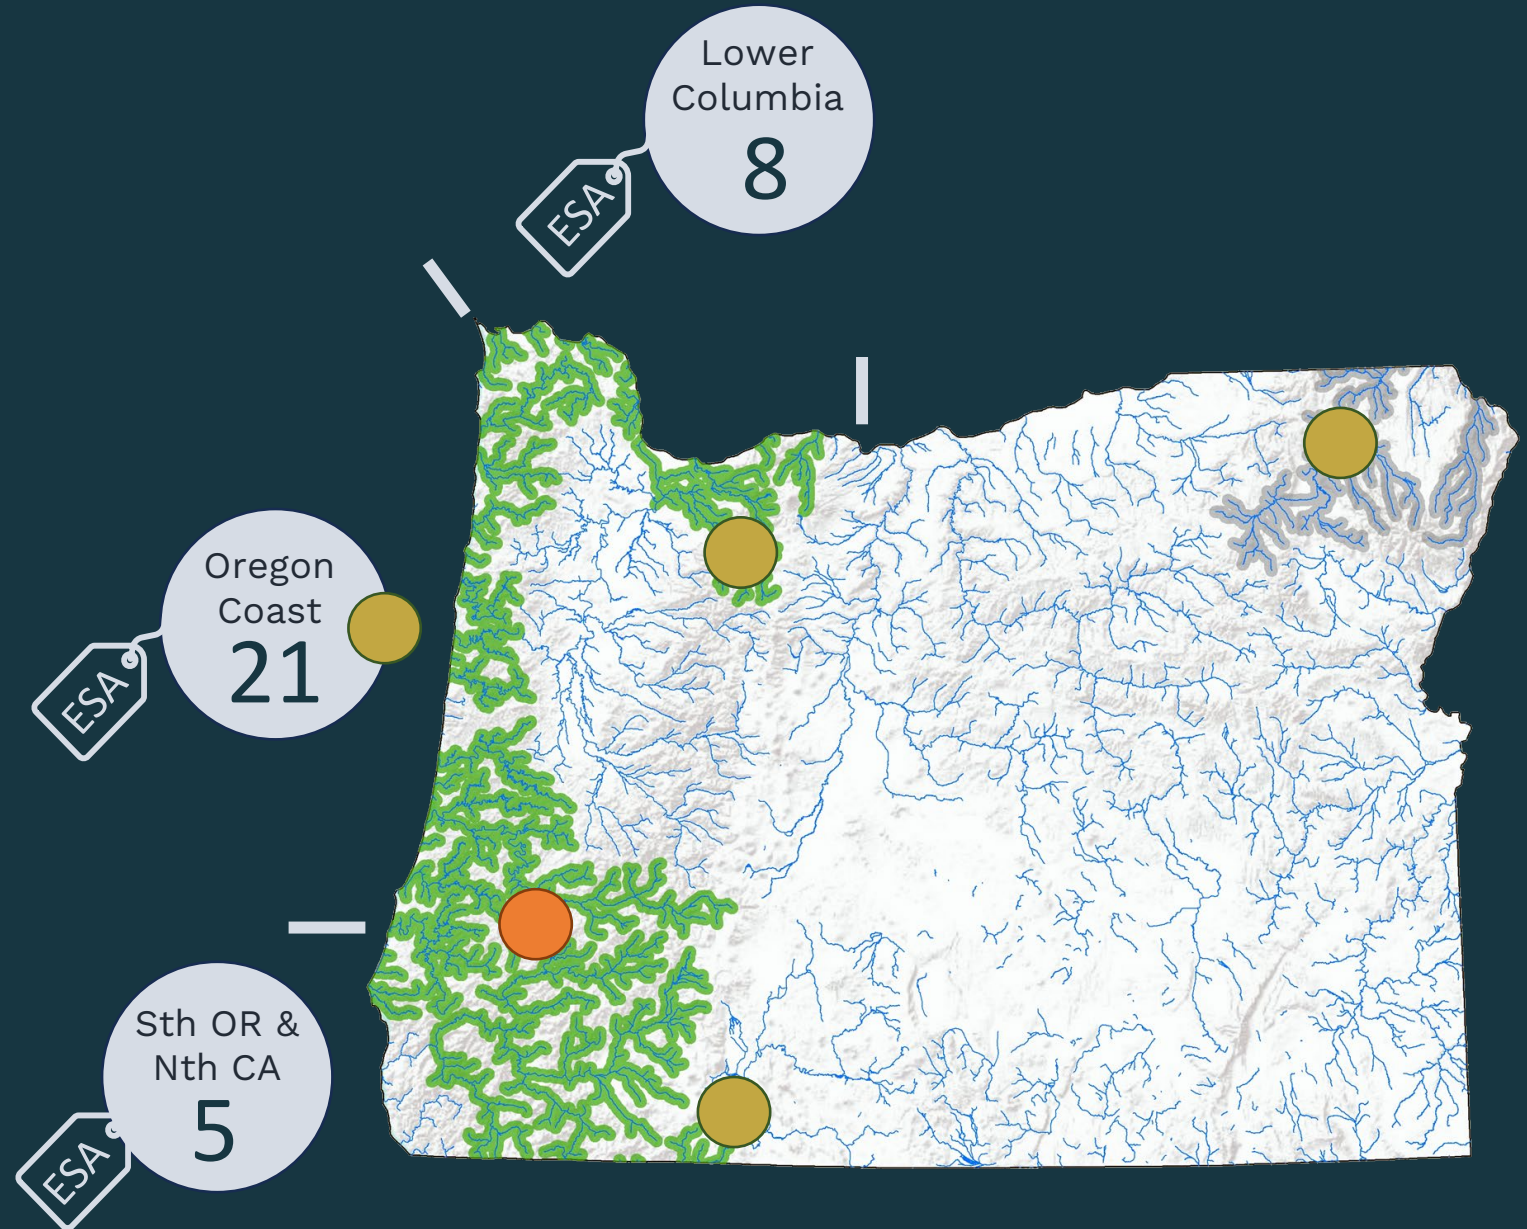 Lower
Columbia
8
ESA
Oregon
Coast
21
ESA
Sth OR &
Nth CA
5
ESA